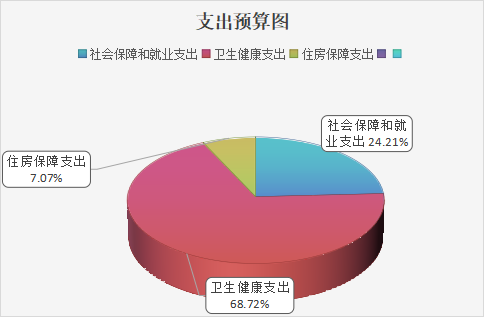 支出预算图
社会保障和就业支出 卫生健康支出 住房保障支出
社会保障和就
业支出 24.21%
住房保障支出
7.07%
卫生健康支出
68.72%